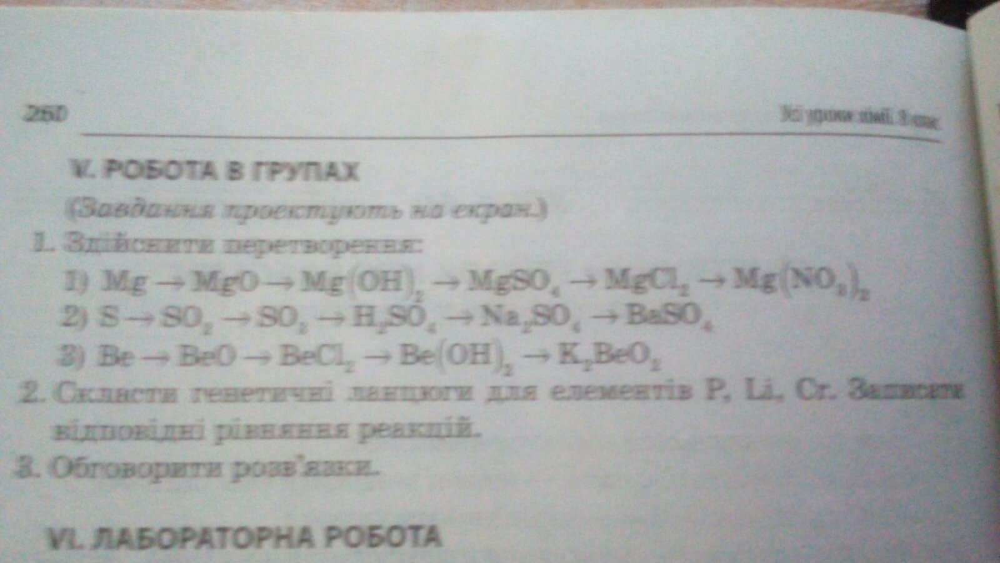 260
Усі уроки хімії. 8 клас
V. РОБОТА В ГРУПАХ
(Завдання проектують на екран.)
1. Здійснити перетворення:
1) Mg → MgO → Mg(OH)₂ → MgSO₄ → MgCl₂ → Mg(NO₃)₂
2) S → SO₂ → SO₃ → H₂SO₄ → Na₂SO₄ → BaSO₄
3) Be → BeO → BeCl₂ → Be(OH)₂ → K₂BeO₂
2. Скласти генетичні ланцюги для елементів P, Li, Cr. Записати
відповідні рівняння реакцій.
3. Обговорити розв'язки.
VI. ЛАБОРАТОРНА РОБОТА